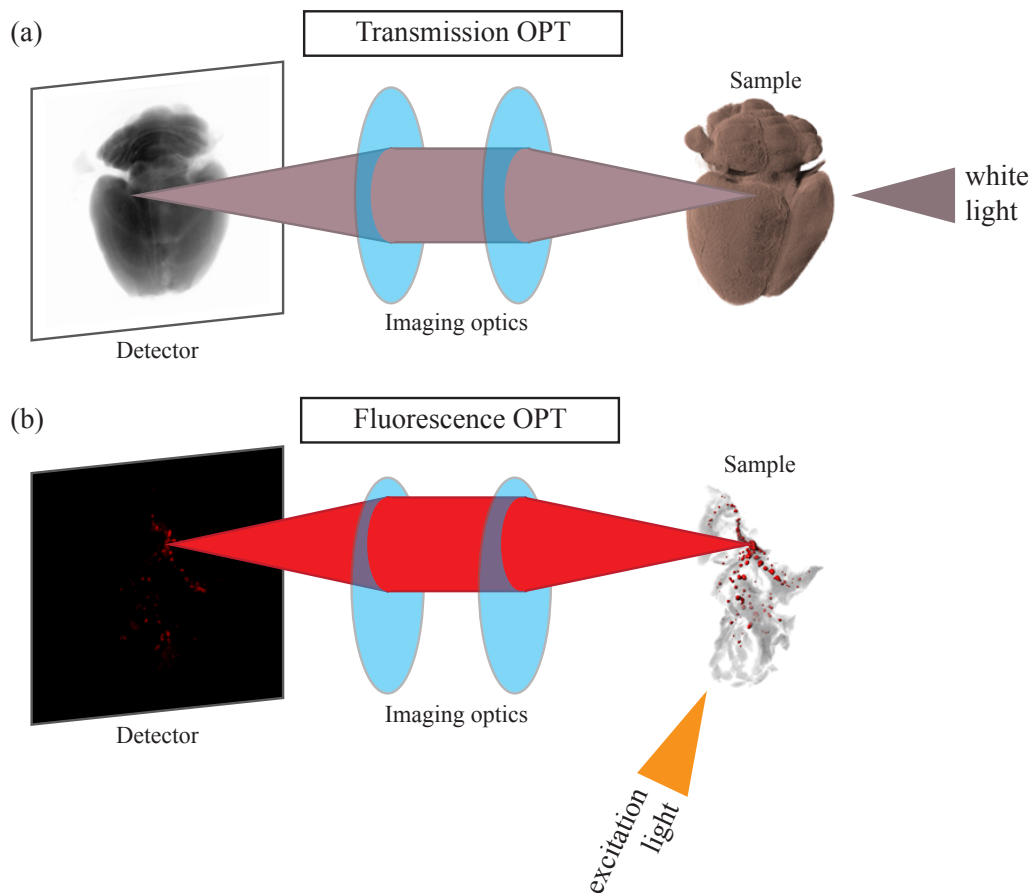 (a)
Transmission OPT
Sample
white
light
Imaging optics
Detector
(b)
Fluorescence OPT
Sample
Imaging optics
Detector
excitation
light